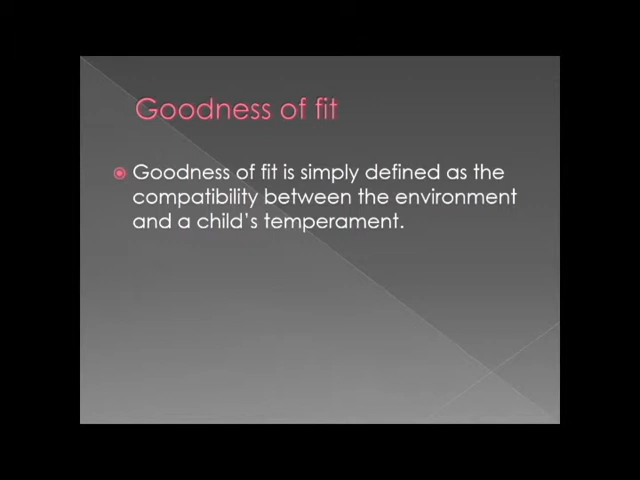 Goodness of fit
Goodness of fit is simply defined as the
compatibility between the environment
and a child's temperament.